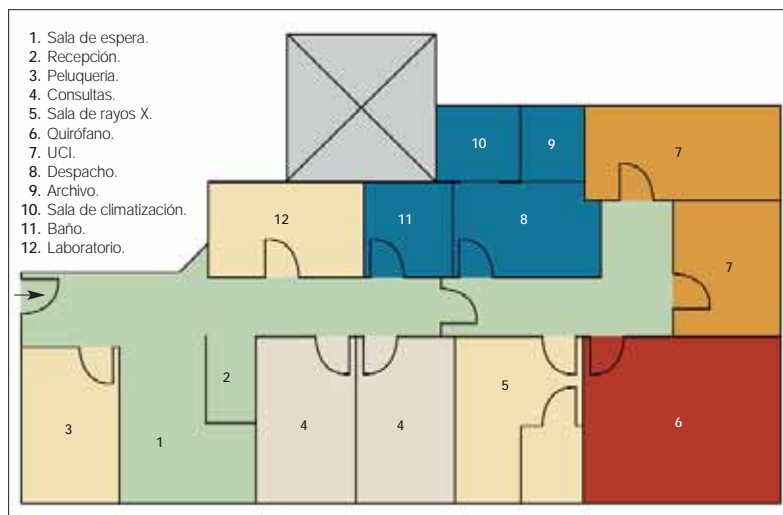 1. Sala de espera.
2. Recepción.
3. Peluquería.
4. Consultas.
5. Sala de rayos X.
6. Quirófano.
7. UCI.
8. Despacho.
9. Archivo.
10. Sala de climatización.
11. Baño.
12. Laboratorio.
10
9
7
12
11
8
7
2
3
1
4
4
5
6